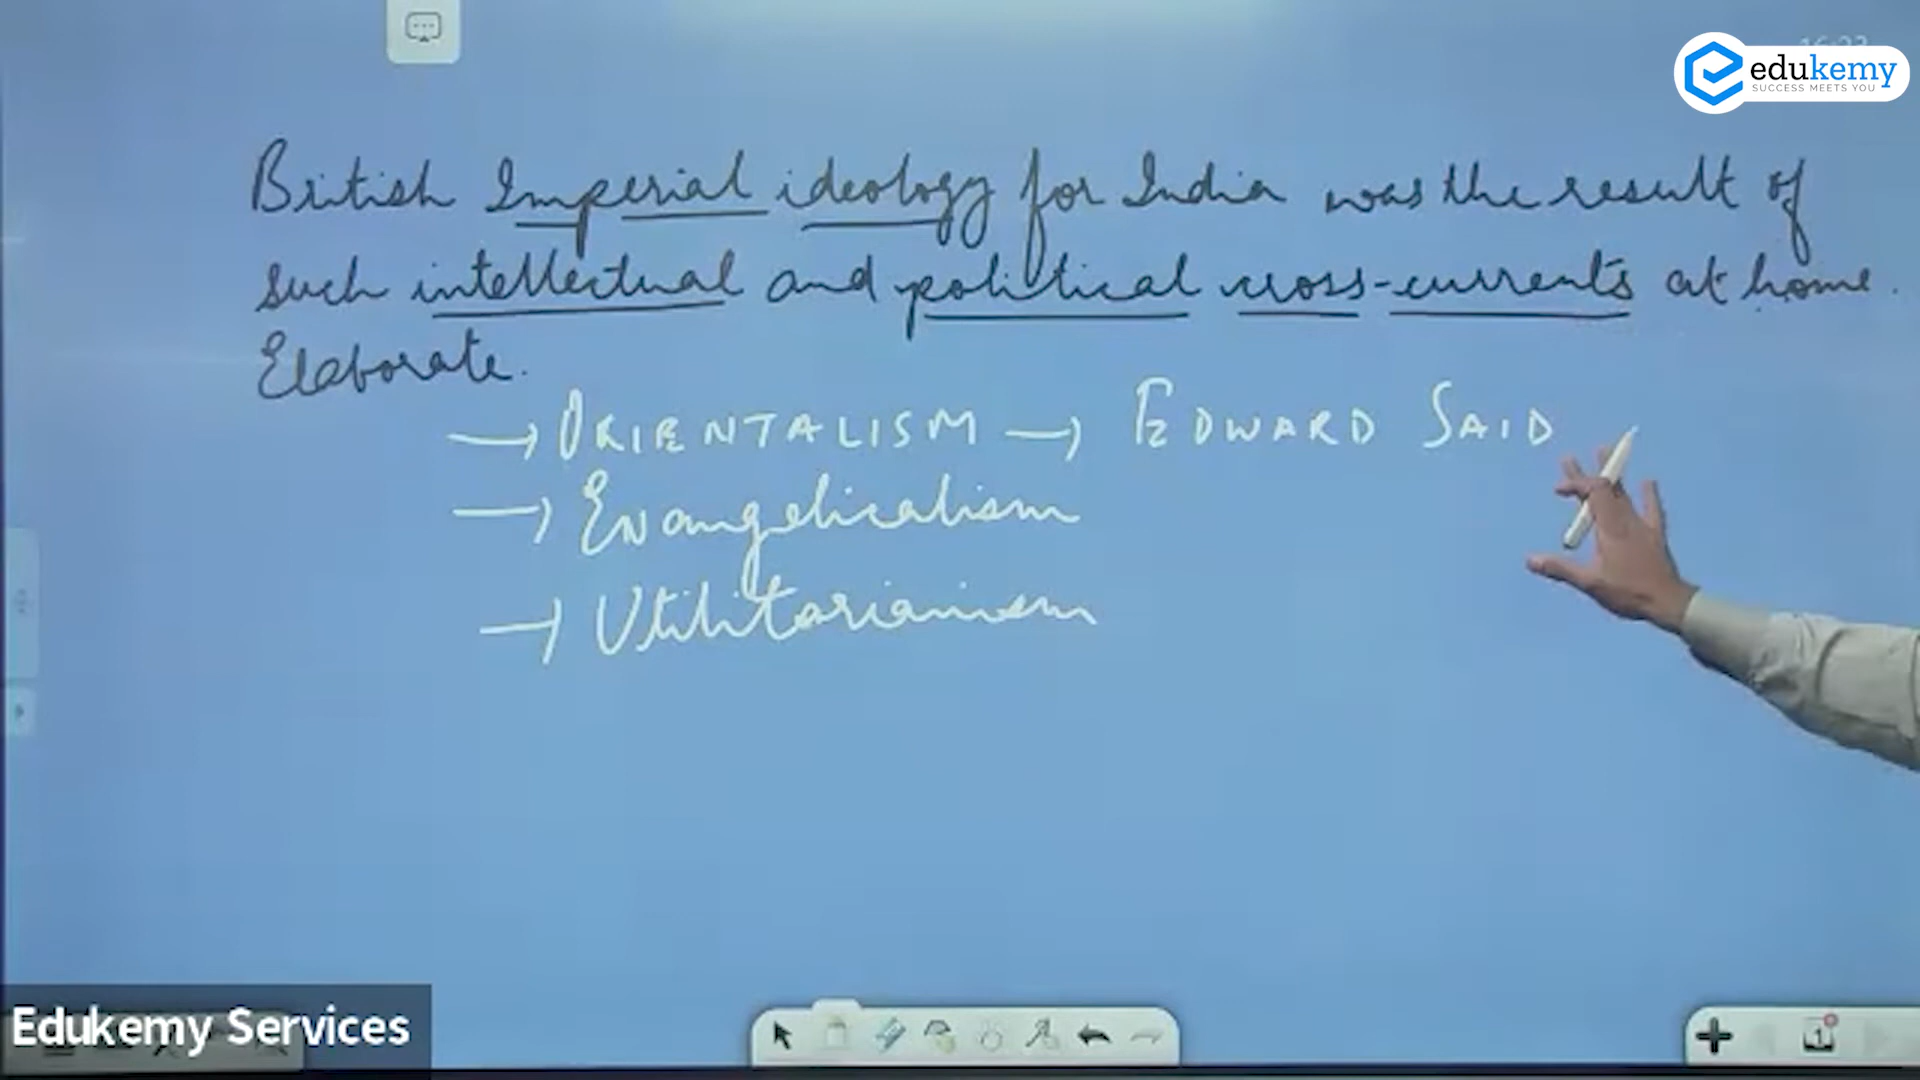 edukemy
SUCCESS MEETS YOU
British Imperial ideology for India was the result of
such intellectual and political cross-currents at home.
Elaborate.
→ ORIENTALISM → EDWARD SAID
→ Evangelicalism
→ Utilitarianism
Edukemy Services
1